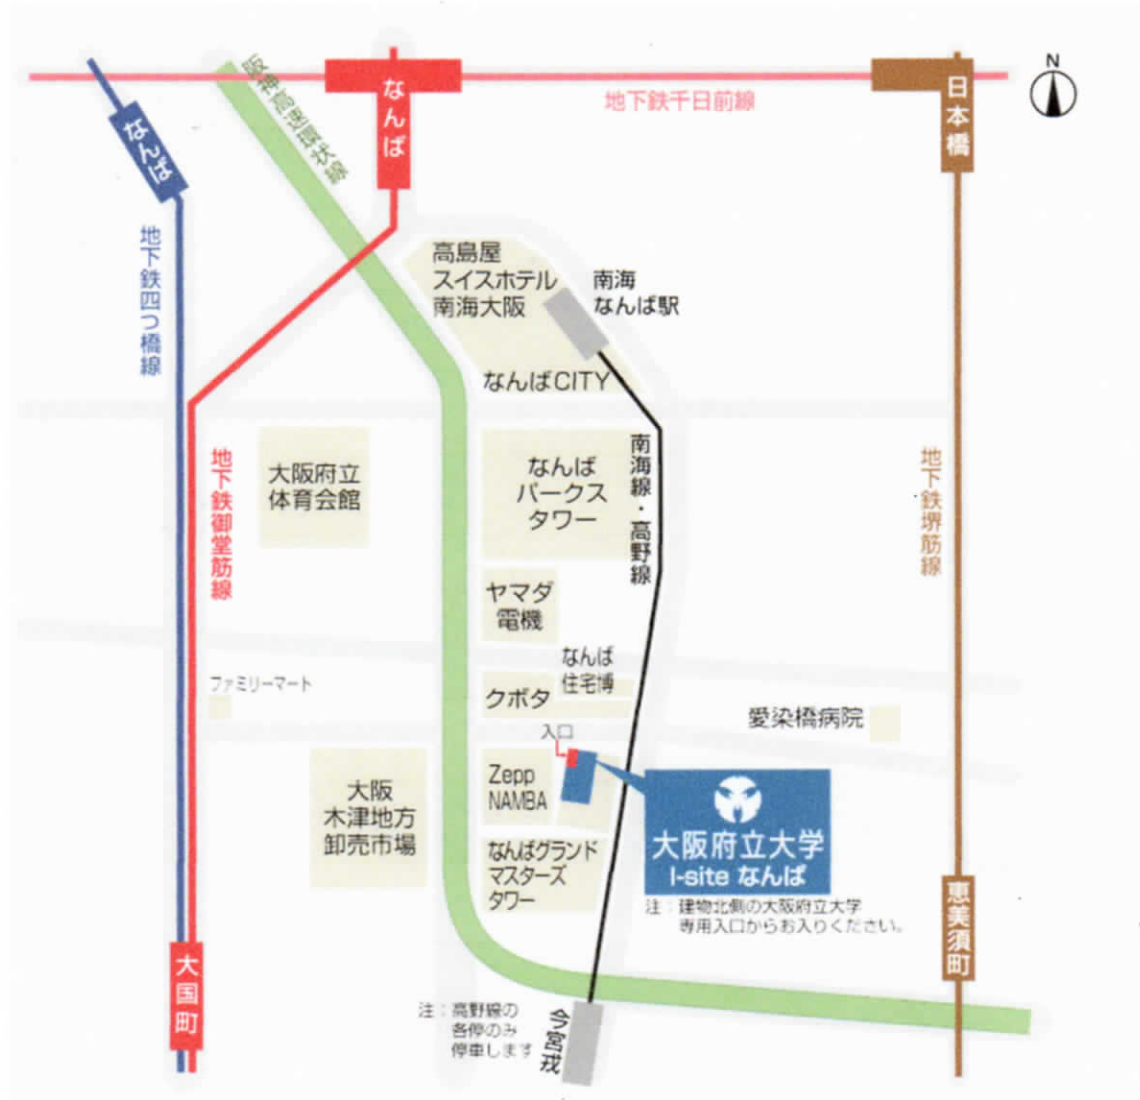 N
阪神高速環状線
なんば
地下鉄千日前線
日本橋
なんば
地下鉄四つ橋線
高島屋
スイスホテル
南海大阪
南海
なんば駅
なんばCITY
地下鉄御堂筋線
大阪府立
体育会館
なんば
パークス
タワー
南海線・高野線
地下鉄堺筋線
ヤマダ
電機
なんば
住宅博
クボタ
ファミリーマート
愛染橋病院
入口
Zepp
NAMBA
大阪
木津地方
卸売市場
大阪府立大学
I-site なんば
なんばグランド
マスターズ
タワー
注：建物北側の大阪府立大学
専用入口からお入りください。
恵美須町
大国町
注：高野線の
各停のみ
停車します
今宮戎